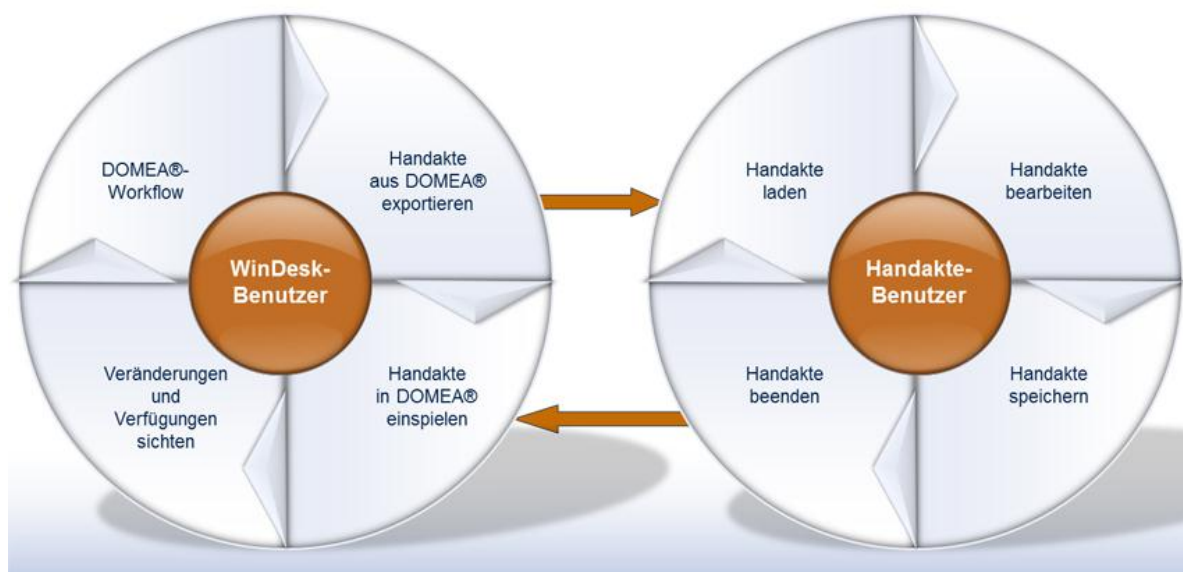 DOMEA®-
Workflow
Handakte
aus DOMEA®
exportieren
WinDesk-
Benutzer
Veränderungen
und
Verfügungen
sichten
Handakte
in DOMEA®
einspielen
Handakte
laden
Handakte
bearbeiten
Handakte-
Benutzer
Handakte
beenden
Handakte
speichern